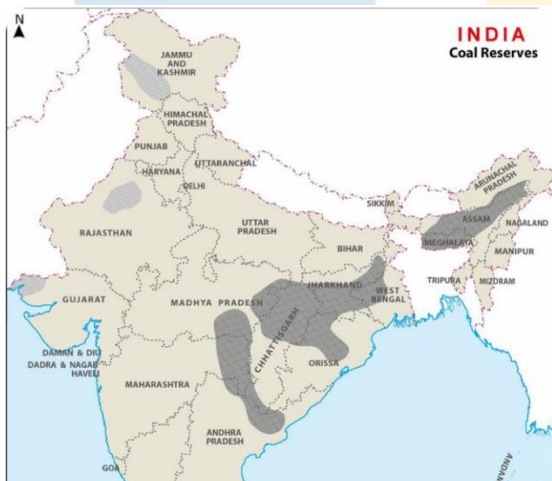 N
INDIA
Coal Reserves
JAMMU
AND
KASHMIR
HIMACHAL
PRADESH
PUNJAB
UTTARANCHAL
HARYANA
DELHI
ARUNACHAL
PRADESH
SIKKIM
ASSAM
NAGALAND
RAJASTHAN
UTTAR
PRADESH
BIHAR
MEGHALAYA
MANIPUR
TRIPURA
MIZORAM
JHARKHAND
WEST
BENGAL
GUJARAT
MADHYA PRADESH
CHHATTISGARH
DAMAN & DIU
DADRA & NAGAR
HAVELI
ORISSA
MAHARASHTRA
ANDHRA
PRADESH
GOA
ANDAN